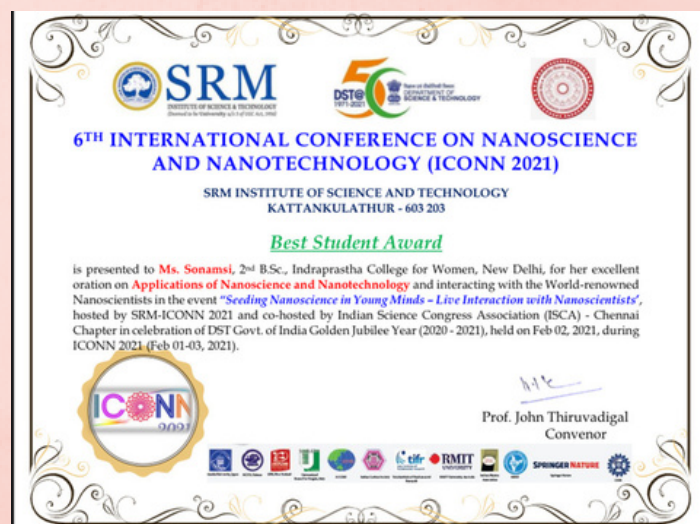 SRM
INSTITUTE OF SCIENCE & TECHNOLOGY
DST@
1971-2021
DEPARTMENT OF
SCIENCE & TECHNOLOGY
6TH INTERNATIONAL CONFERENCE ON NANOSCIENCE
AND NANOTECHNOLOGY (ICONN 2021)
SRM INSTITUTE OF SCIENCE AND TECHNOLOGY
KATTANKULATHUR - 603 203
Best Student Award
is presented to Ms. Sonamsi, 2nd B.Sc., Indraprastha College for Women, New Delhi, for her excellent
oration on Applications of Nanoscience and Nanotechnology and interacting with the World-renowned
Nanoscientists in the event "Seeding Nanoscience in Young Minds – Live Interaction with Nanoscientists',
hosted by SRM-ICONN 2021 and co-hosted by Indian Science Congress Association (ISCA) - Chennai
Chapter in celebration of DST Govt. of India Golden Jubilee Year (2020 - 2021), held on Feb 02, 2021, during
ICONN 2021 (Feb 01-03, 2021).
ICONN
2021
Prof. John Thiruvadigal
Convenor
tifr
RMIT
UNIVERSITY
SPRINGER NATURE